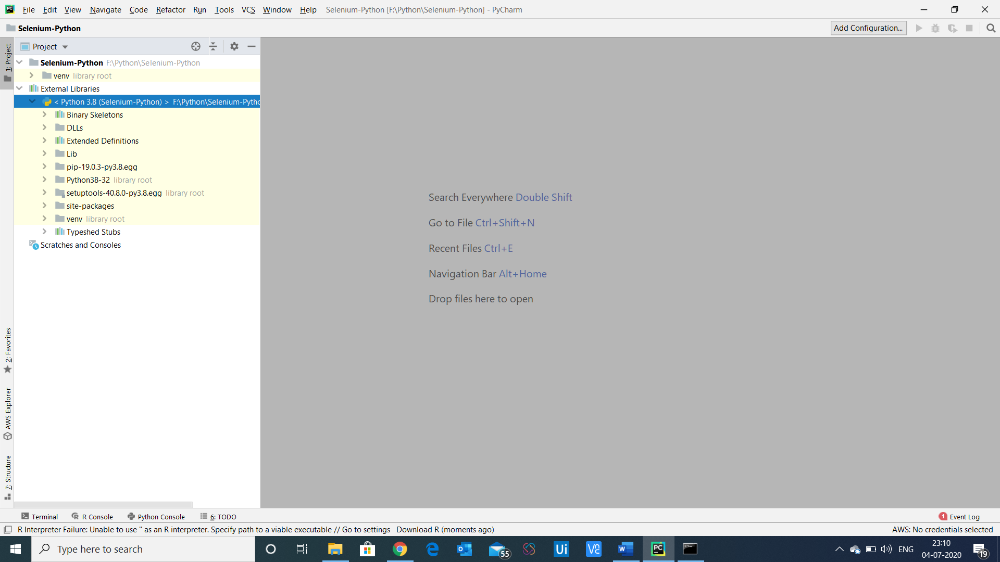 File Edit View Navigate Code Refactor Run Tools VCS Window Help Selenium-Python [F:\Python\Selenium-Python] - PyCharm
Selenium-Python
Add Configuration...
1: Project
Project
Selenium-Python F:\Python\Selenium-Python
venv library root
External Libraries
< Python 3.8 (Selenium-Python) > F:\Python\Selenium-Pytho
Binary Skeletons
DLLs
Extended Definitions
Lib
pip-19.0.3-py3.8.egg
Python38-32 library root
setuptools-40.8.0-py3.8.egg library root
site-packages
venv library root
Typeshed Stubs
Scratches and Consoles
Search Everywhere Double Shift
Go to File Ctrl+Shift+N
Recent Files Ctrl+E
Navigation Bar Alt+Home
Drop files here to open
2: Favorites
AWS Explorer
7: Structure
Terminal R Console Python Console 6: TODO
1 Event Log
R Interpreter Failure: Unable to use '' as an R interpreter. Specify path to a viable executable // Go to settings Download R (moments ago)
AWS: No credentials selected
Type here to search
55
Ui
PC
ENG
23:10
04-07-2020
19